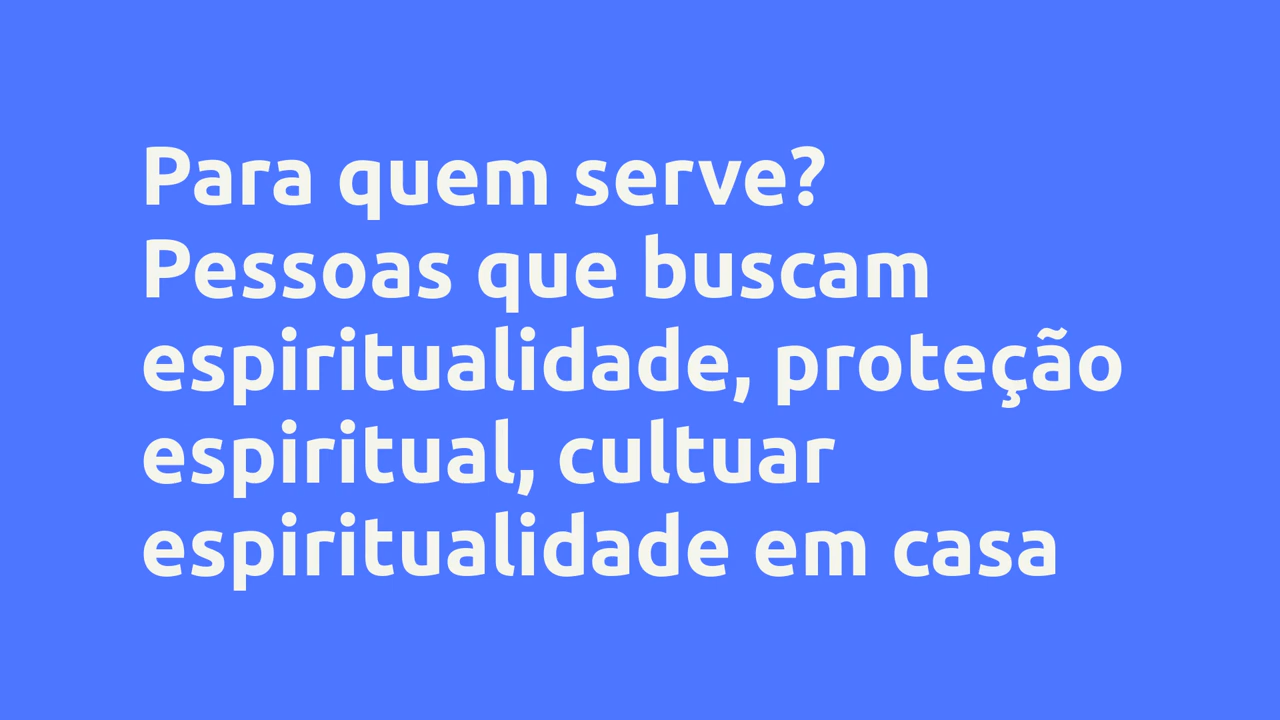 Para quem serve?
Pessoas que buscam
espiritualidade, proteção
espiritual, cultuar
espiritualidade em casa